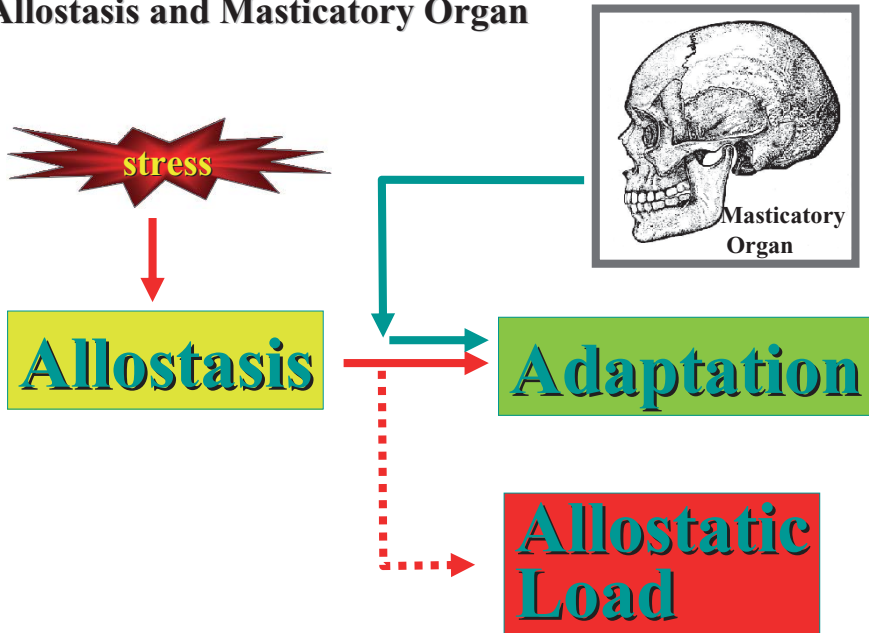 Allostasis and Masticatory Organ
stress
Masticatory
Organ
Allostasis
Adaptation
Allostatic
Load